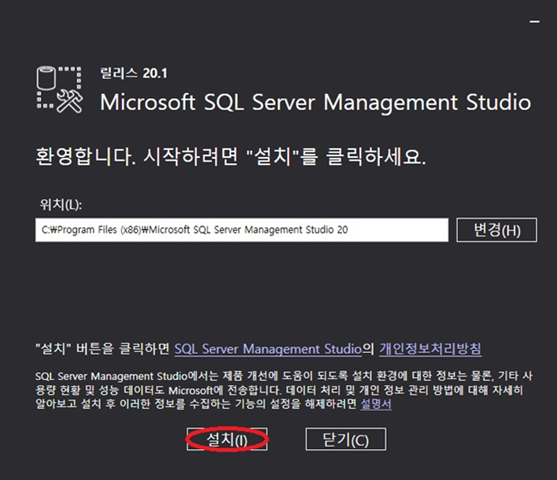 릴리스 20.1
Microsoft SQL Server Management Studio
환영합니다. 시작하려면 "설치"를 클릭하세요.
위치(L):
C:₩Program Files (x86)₩Microsoft SQL Server Management Studio 20
변경(H)
"설치" 버튼을 클릭하면 SQL Server Management Studio의 개인정보처리방침
SQL Server Management Studio에서는 제품 개선에 도움이 되도록 설치 환경에 대한 정보는 물론, 기타 사
용량 현황 및 성능 데이터도 Microsoft에 전송합니다. 데이터 처리 및 개인 정보 관리 방법에 대해 자세히
알아보고 설치 후 이러한 정보를 수집하는 기능의 설정을 해제하려면 설명서
설치(I)
닫기(C)